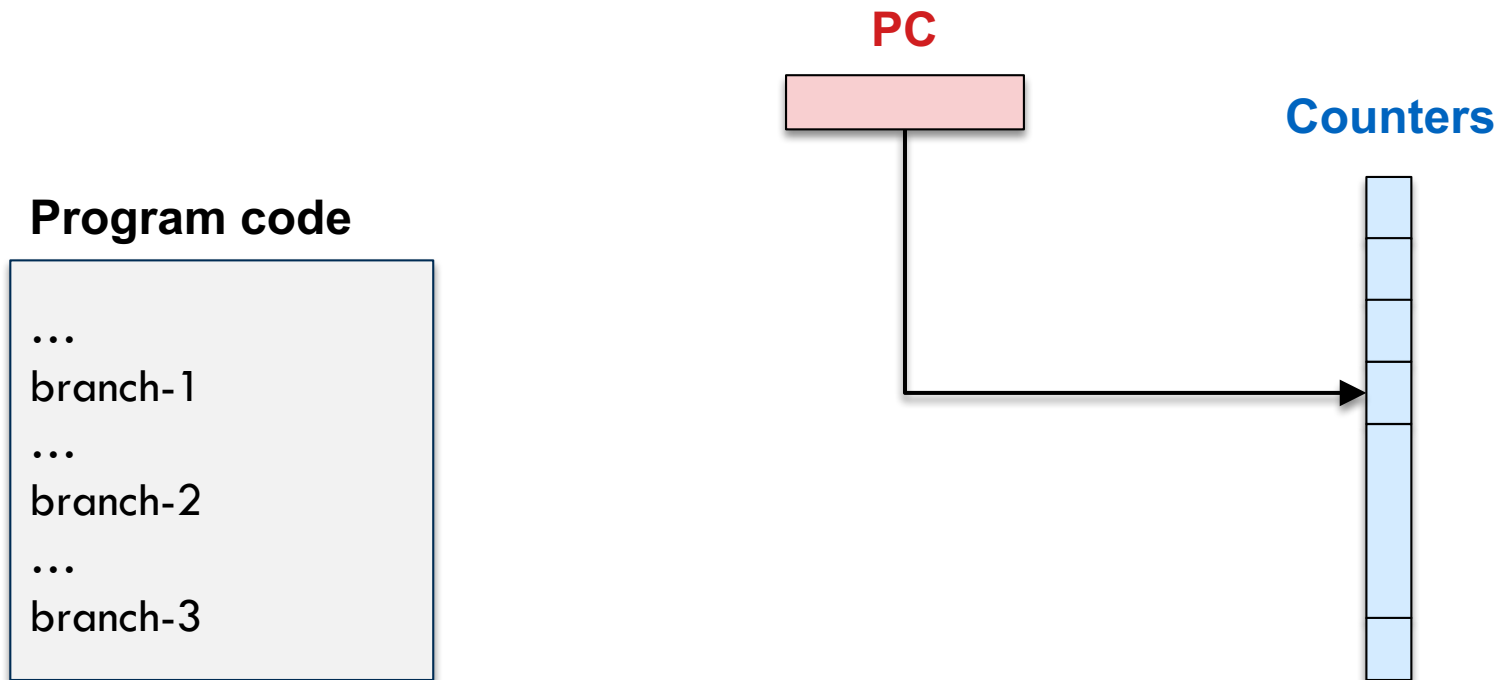 PC
Counters
Program code
…
branch-1
…
branch-2
…
branch-3